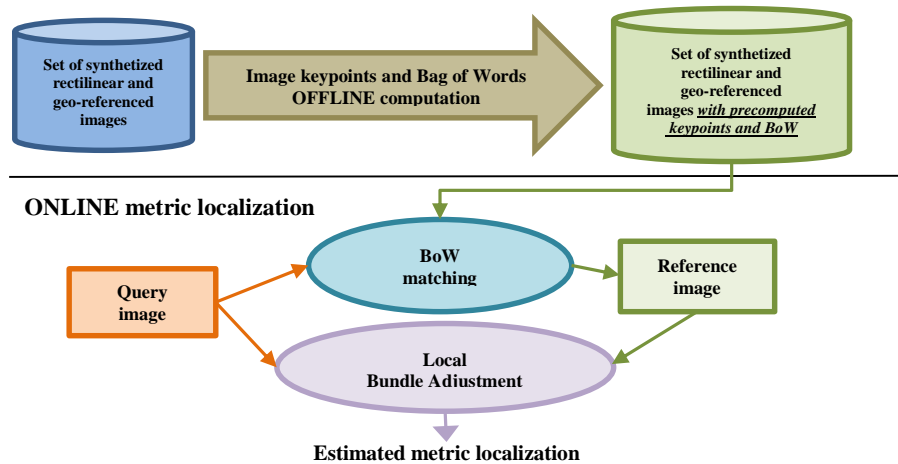 Set of synthetized
rectilinear and
geo-referenced
images
Image keypoints and Bag of Words
OFFLINE computation
Set of synthetized
rectilinear and
geo-referenced
images with precomputed
keypoints and BoW
ONLINE metric localization
BoW
matching
Reference
image
Query
image
Local
Bundle Adjustment
Estimated metric localization